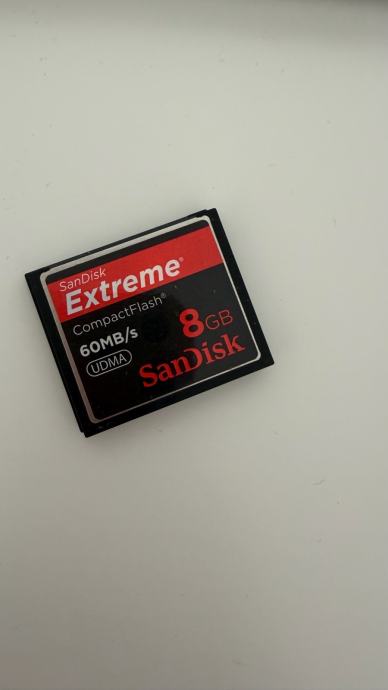 SanDisk
Extreme®
CompactFlash®
60MB/s
8GB
UDMA
SanDisk